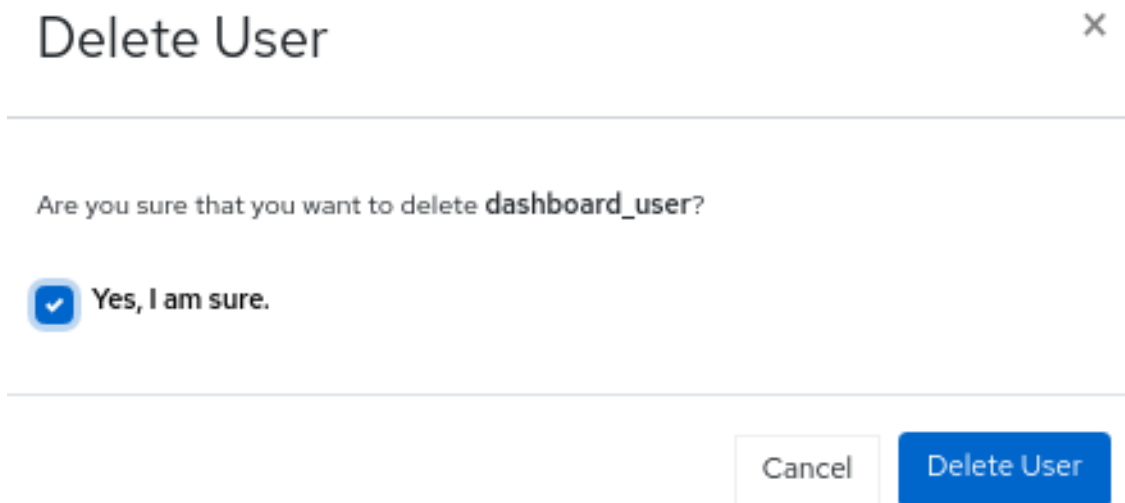 Delete User
Are you sure that you want to delete dashboard_user?
Yes, I am sure.
Cancel
Delete User